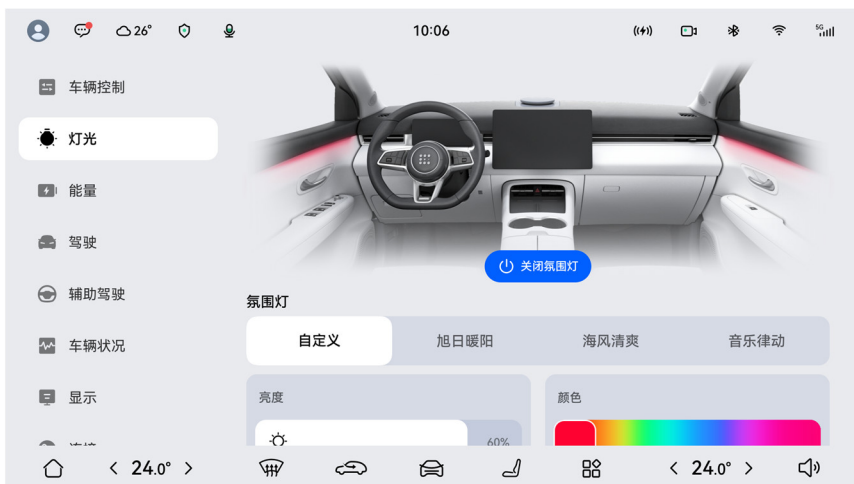 26°
10:06
5G
车辆控制
灯光
能量
驾驶
辅助驾驶
车辆状况
显示
关闭氛围灯
氛围灯
自定义
旭日暖阳
海风清爽
音乐律动
亮度
颜色
60%
24.0°
24.0°